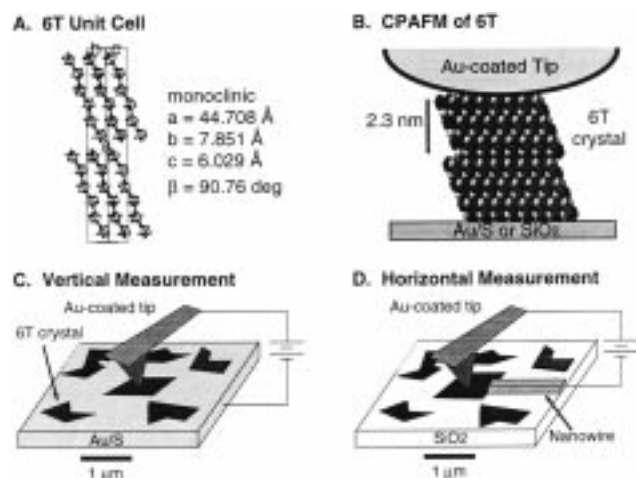 A. 6T Unit Cell
b c
monoclinic
a = 44.708 Å
b = 7.851 Å
c = 6.029 Å
β = 90.76 deg
B. CPAFM of 6T
Au-coated Tip
2.3 nm
6T
crystal
Au/S or SiO2
C. Vertical Measurement
Au-coated tip
6T crystal
Au/S
1 μm
D. Horizontal Measurement
Au-coated tip
SiO2
Nanowire
1 μm